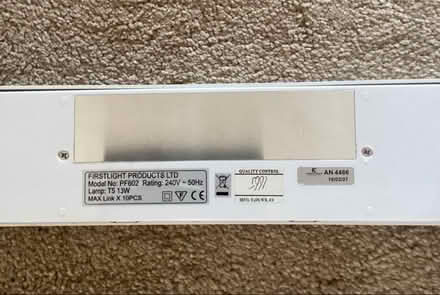 FIRSTLIGHT PRODUCTS LTD
Model No: PF602 Rating: 240V ~ 50Hz
Lamp: T5 13W
MAX Link X 10PCS
QUALITY CONTROL
AN 4466